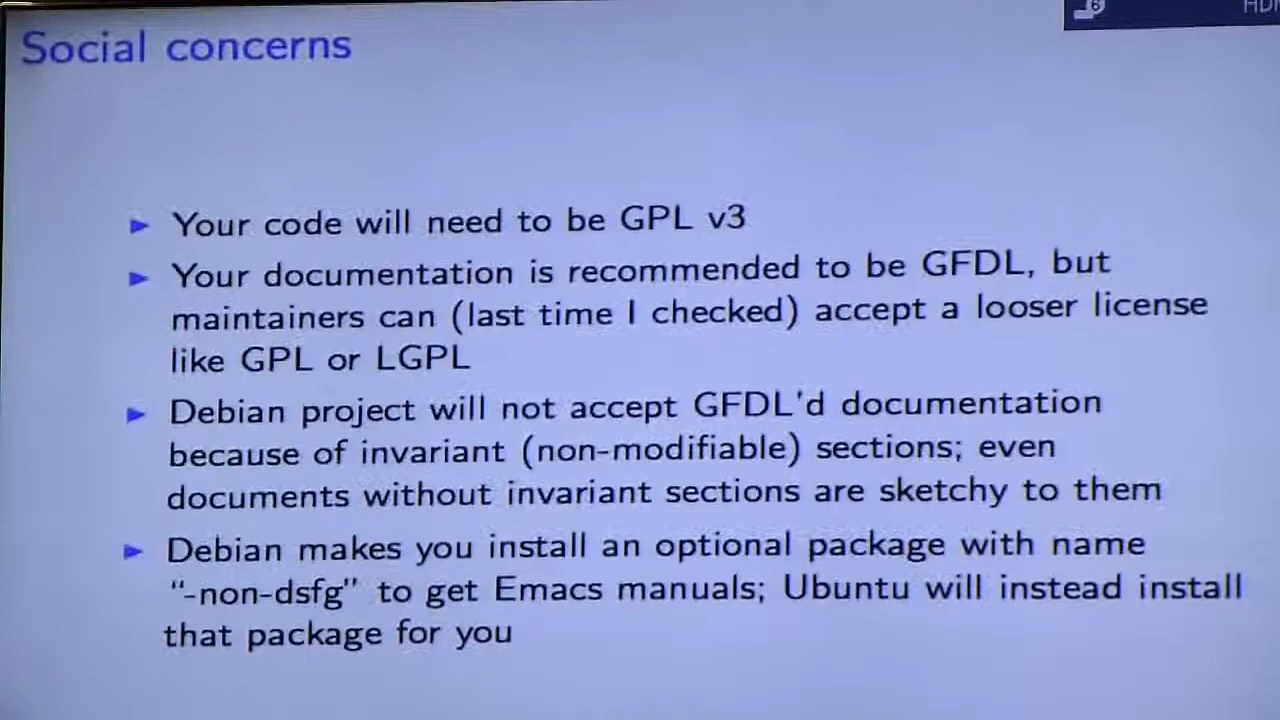 Social concerns
6
► Your code will need to be GPL v3
► Your documentation is recommended to be GFDL, but
maintainers can (last time I checked) accept a looser license
like GPL or LGPL
► Debian project will not accept GFDL'd documentation
because of invariant (non-modifiable) sections; even
documents without invariant sections are sketchy to them
► Debian makes you install an optional package with name
“-non-dsfg” to get Emacs manuals; Ubuntu will instead install
that package for you